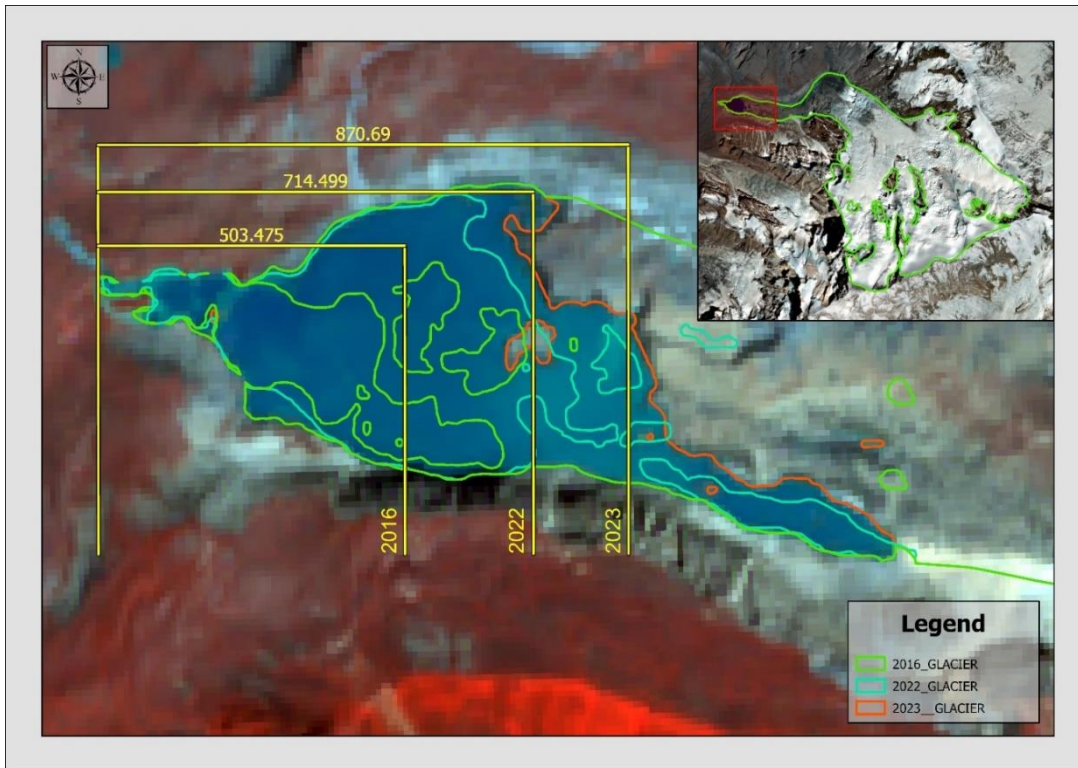 N
W E
S
870.69
714.499
503.475
2016
2022
2023
Legend
2016_GLACIER
2022_GLACIER
2023__GLACIER